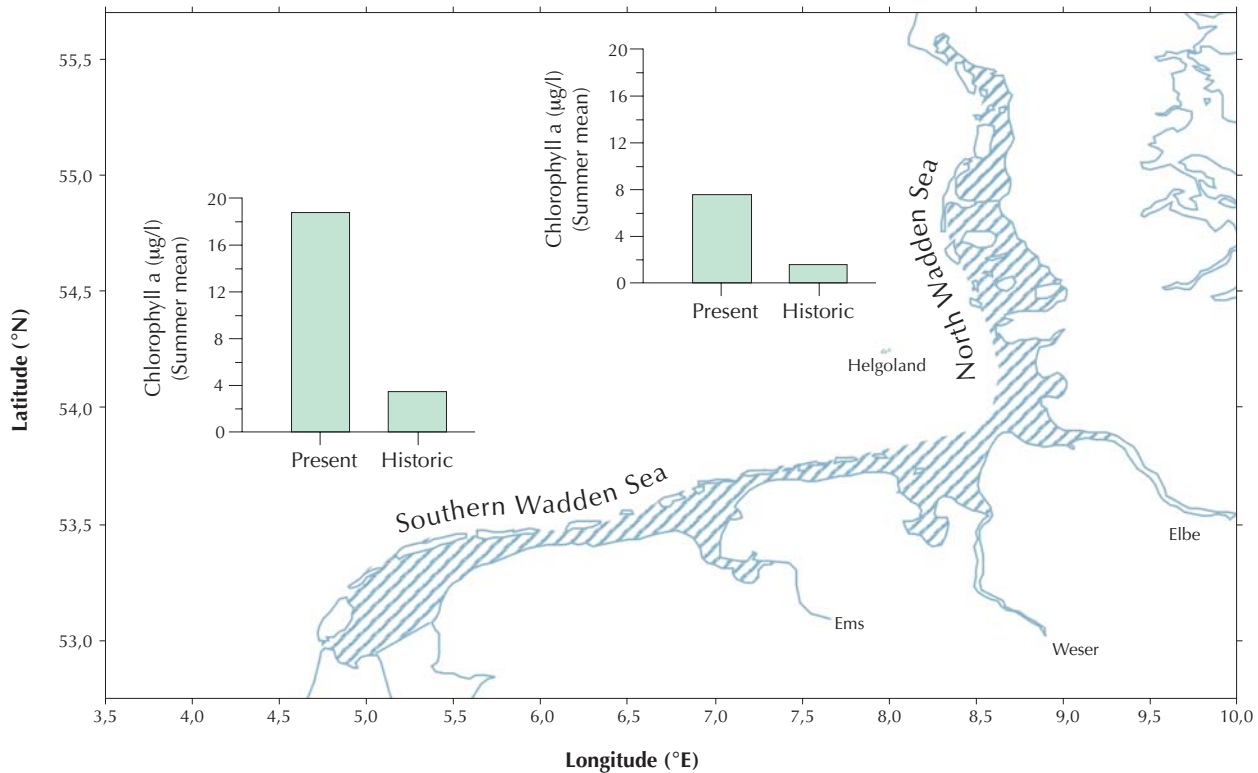 55,5
55,0
54,5
54,0
53,5
53,0
Latitude (°N)
3,5 4,0 4,5 5,0 5,5 6,0 6,5 7,0 7,5 8,0 8,5 9,0 9,5 10,0
Longitude (°E)
Chlorophyll a (µg/l)
(Summer mean)
20
16
12
8
4
0
Present Historic
Chlorophyll a (µg/l)
(Summer mean)
20
16
12
8
4
0
Present Historic
North Wadden Sea
Helgoland
Southern Wadden Sea
Elbe
Ems
Weser